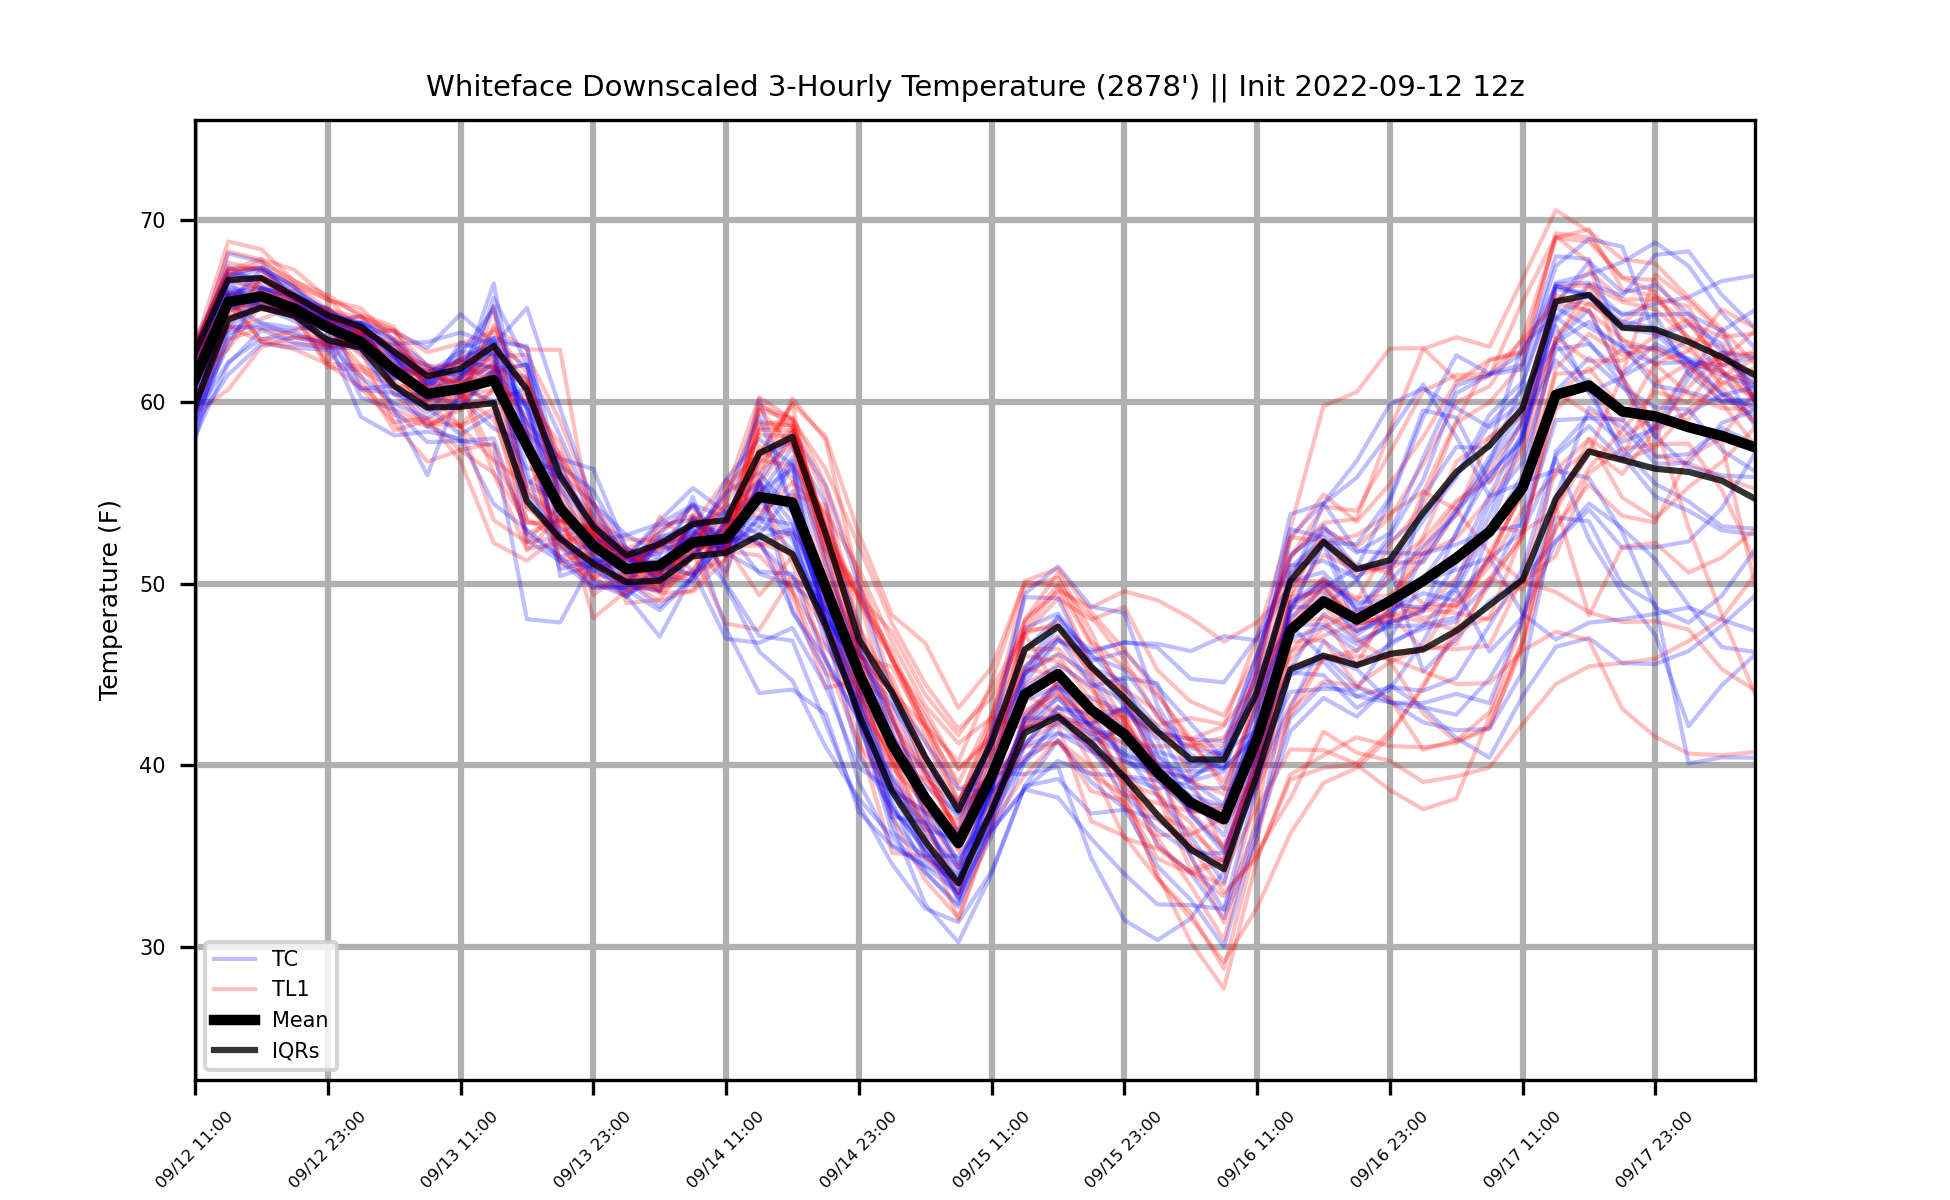 Whiteface Downscaled 3-Hourly Temperature (2878') || Init 2022-09-12 12z
Temperature (F)
70
60
50
40
30
TC
TL1
Mean
IQRs
09/12 11:00
09/12 23:00
09/13 11:00
09/13 23:00
09/14 11:00
09/14 23:00
09/15 11:00
09/15 23:00
09/16 11:00
09/16 23:00
09/17 11:00
09/17 23:00